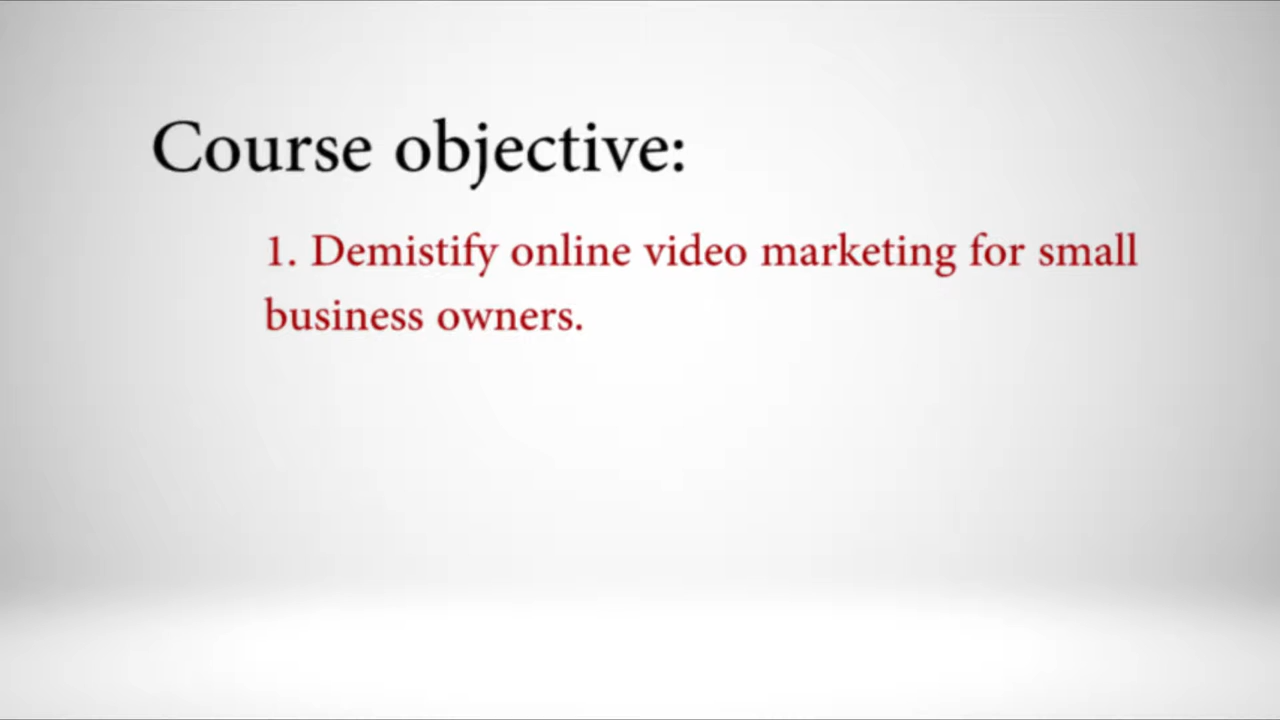 Course objective:
1. Demistify online video marketing for small
business owners.